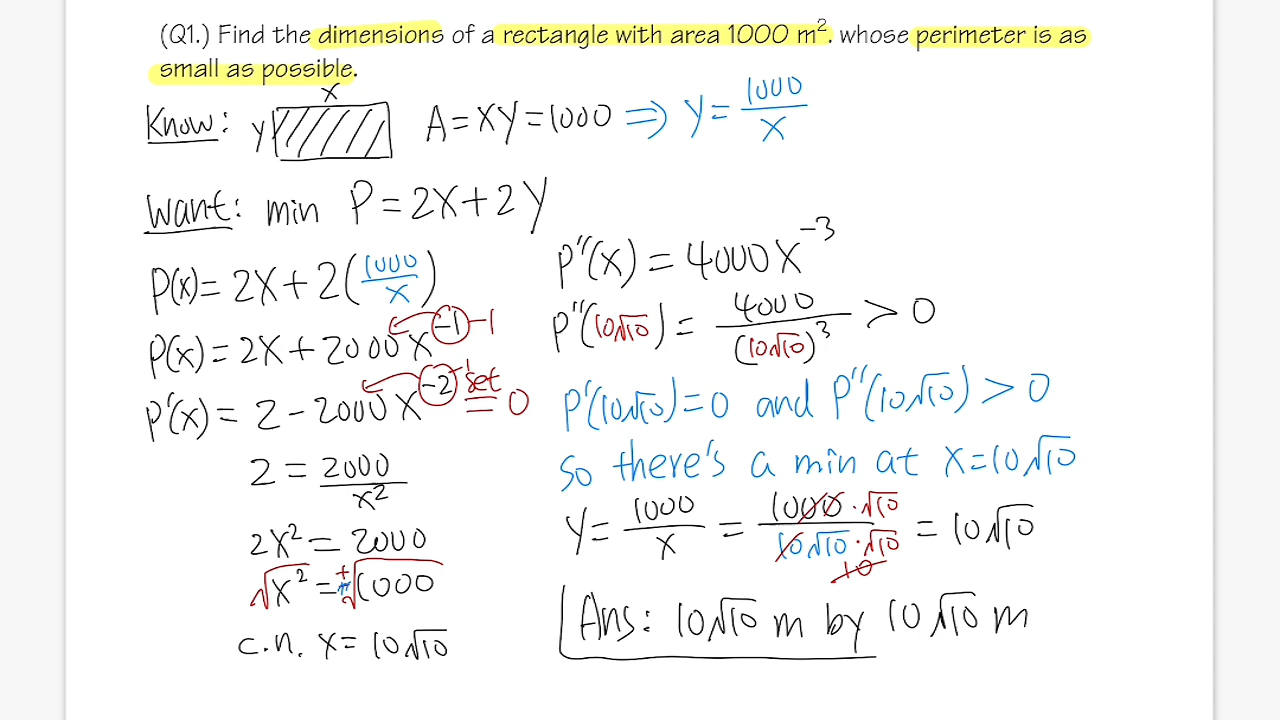 (Q1.) Find the dimensions of a rectangle with area 1000 m². whose perimeter is as
small as possible.
Know: x y A = xy = 1000 ⇒ y = 1000/x
Want: min P = 2x + 2y
P(x) = 2x + 2(1000/x)
P(x) = 2x + 2000x^-1 -1
P'(x) = 2 - 2000x^-2 set = 0
2 = 2000/x²
2x² = 2000
√x² = +√1000
c.n. x = 10√10
P''(x) = 4000x^-3
P''(10√10) = 4000/(10√10)³ > 0
P'(10√10) = 0 and P''(10√10) > 0
So there's a min at x = 10√10
y = 1000/x = 1000·√10/10√10·√10 = 10√10
10
Ans: 10√10 m by 10√10 m